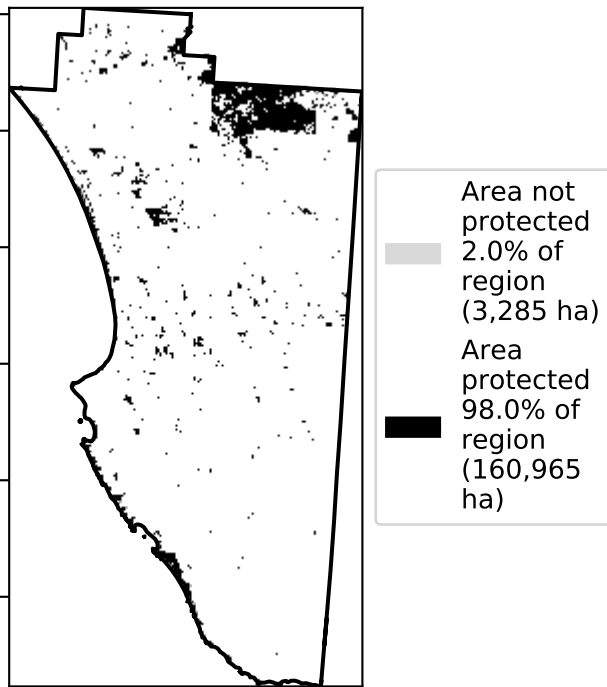 Area not
protected
2.0% of
region
(3,285 ha)
Area
protected
98.0% of
region
(160,965
ha)